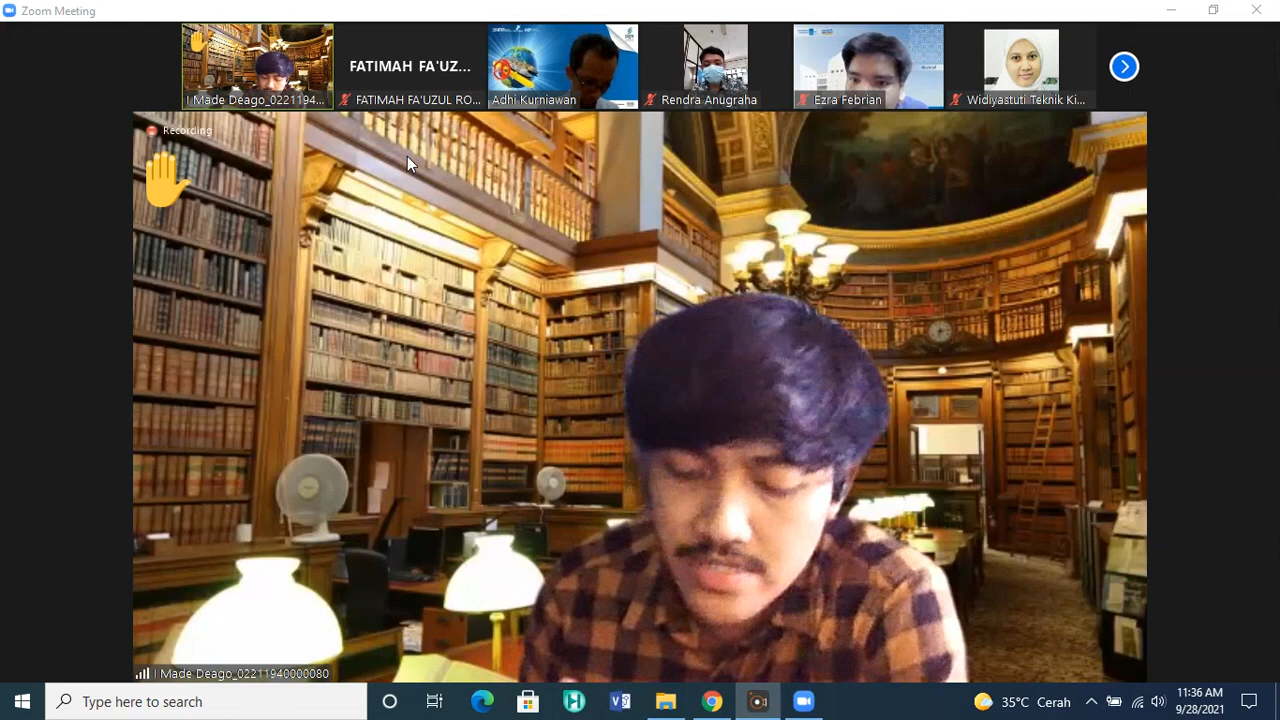 Zoom Meeting
FATIMAH FA'UZ...
I Made Deago_0221194...
FATIMAH FA'UZUL RO...
Adhi Kurniawan
Rendra Anugraha
Ezra Febrian
Widiyastuti Teknik Ki...
Recording
I Made Deago_02211940000080
Type here to search
35°C Cerah
11:36 AM
9/28/2021